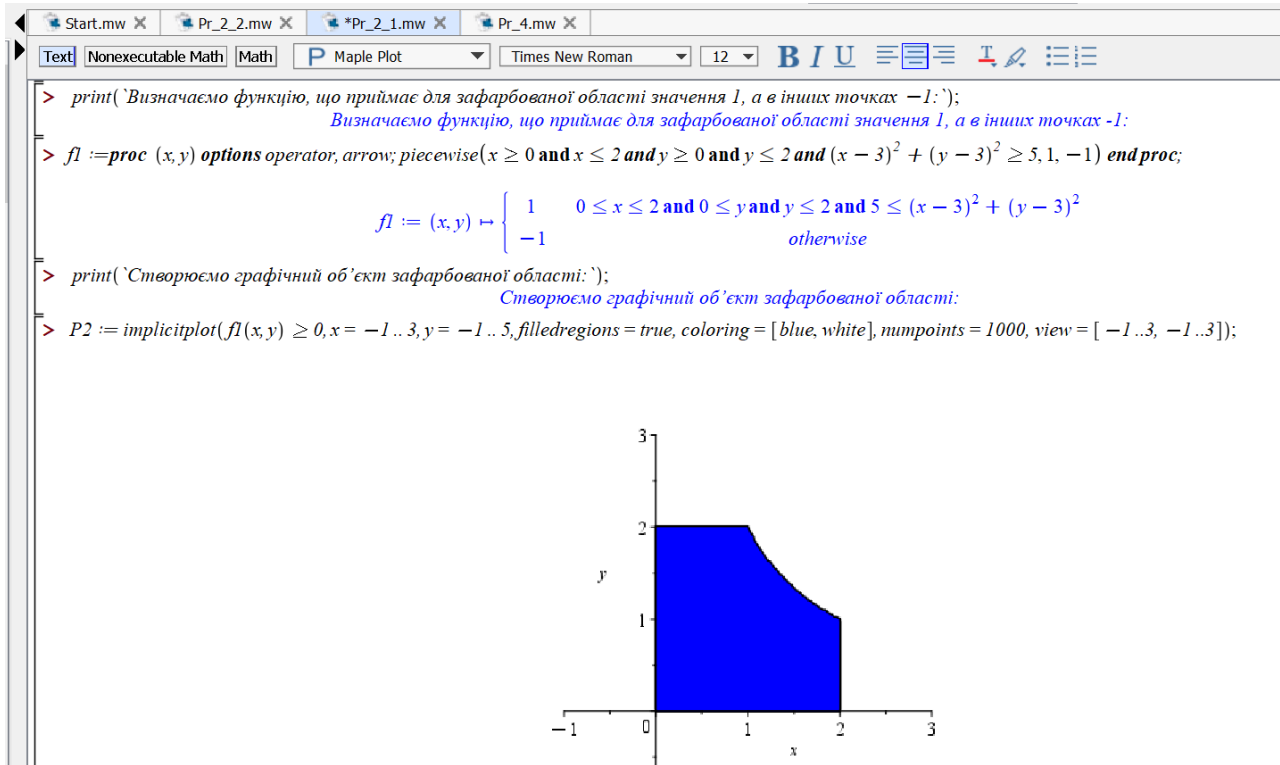 Start.mw Pr_2_2.mw *Pr_2_1.mw Pr_4.mw
Text Nonexecutable Math Math P Maple Plot Times New Roman 12 B I U
> print(`Визначаємо функцію, що приймає для зафарбованої області значення 1, а в інших точках −1:`);
Визначаємо функцію, що приймає для зафарбованої області значення 1, а в інших точках -1:
> f1 :=proc (x, y) options operator, arrow; piecewise(x ≥ 0 and x ≤ 2 and y ≥ 0 and y ≤ 2 and (x − 3)² + (y − 3)² ≥ 5, 1, −1) end proc;
f1 := (x, y) ↦ { 1 0 ≤ x ≤ 2 and 0 ≤ y and y ≤ 2 and 5 ≤ (x − 3)² + (y − 3)²
−1 otherwise
> print(`Створюємо графічний об’єкт зафарбованої області:`);
Створюємо графічний об’єкт зафарбованої області:
> P2 := implicitplot(f1(x, y) ≥ 0, x = −1 .. 3, y = −1 .. 5, filledregions = true, coloring = [blue, white], numpoints = 1000, view = [ −1 ..3, −1 ..3]);
3
2
y
1
−1 0 1 2 3
x